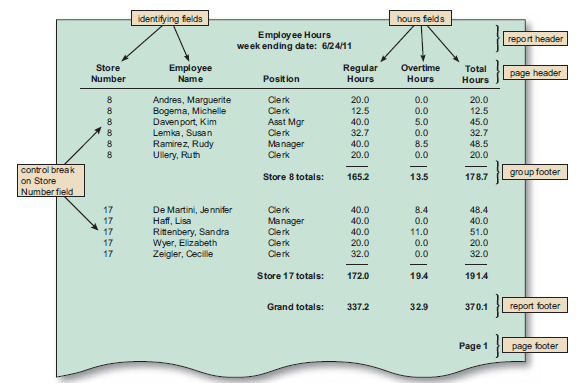 identifying fields
hours fields
Employee Hours
week ending date: 6/24/11
report header
Store Number
Employee Name
Position
Regular Hours
Overtime Hours
Total Hours
page header
8 Andres, Marguerite Clerk 20.0 0.0 20.0
8 Bogema, Michelle Clerk 12.5 0.0 12.5
8 Davenport, Kim Asst Mgr 40.0 5.0 45.0
8 Lemka, Susan Clerk 32.7 0.0 32.7
8 Ramirez, Rudy Manager 40.0 8.5 48.5
8 Ullery, Ruth Clerk 20.0 0.0 20.0
control break
on Store
Number field
Store 8 totals: 165.2 13.5 178.7
group footer
17 De Martini, Jennifer Clerk 40.0 8.4 48.4
17 Haff, Lisa Manager 40.0 0.0 40.0
17 Rittenbery, Sandra Clerk 40.0 11.0 51.0
17 Wyer, Elizabeth Clerk 20.0 0.0 20.0
17 Zeigler, Cecille Clerk 32.0 0.0 32.0
Store 17 totals: 172.0 19.4 191.4
Grand totals: 337.2 32.9 370.1
report footer
Page 1
page footer